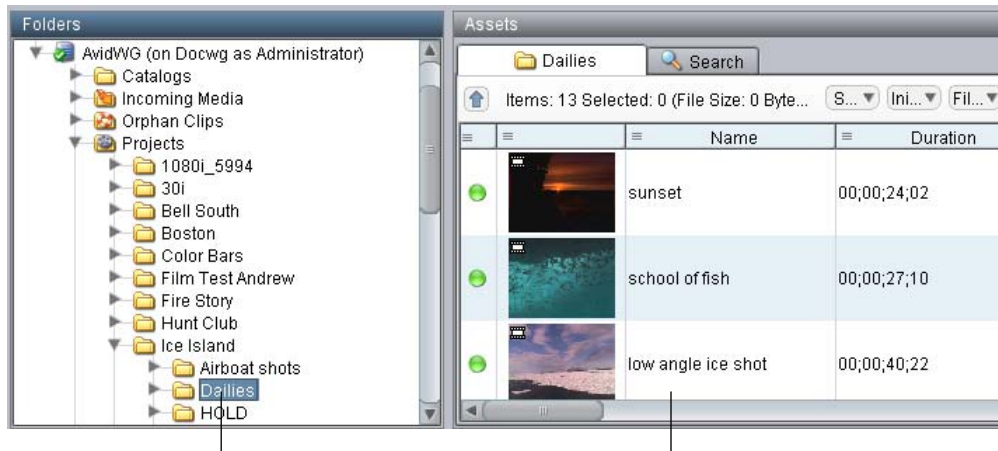 Folders
AvidWG (on Docwg as Administrator)
Catalogs
Incoming Media
Orphan Clips
Projects
1080i_5994
30i
Bell South
Boston
Color Bars
Film Test Andrew
Fire Story
Hunt Club
Ice Island
Airboat shots
Dailies
HOLD
Assets
Dailies
Search
Items: 13 Selected: 0 (File Size: 0 Byte...
S...
Ini...
Fil...
Name
Duration
sunset
00;00;24;02
school of fish
00;00;27;10
low angle ice shot
00;00;40;22